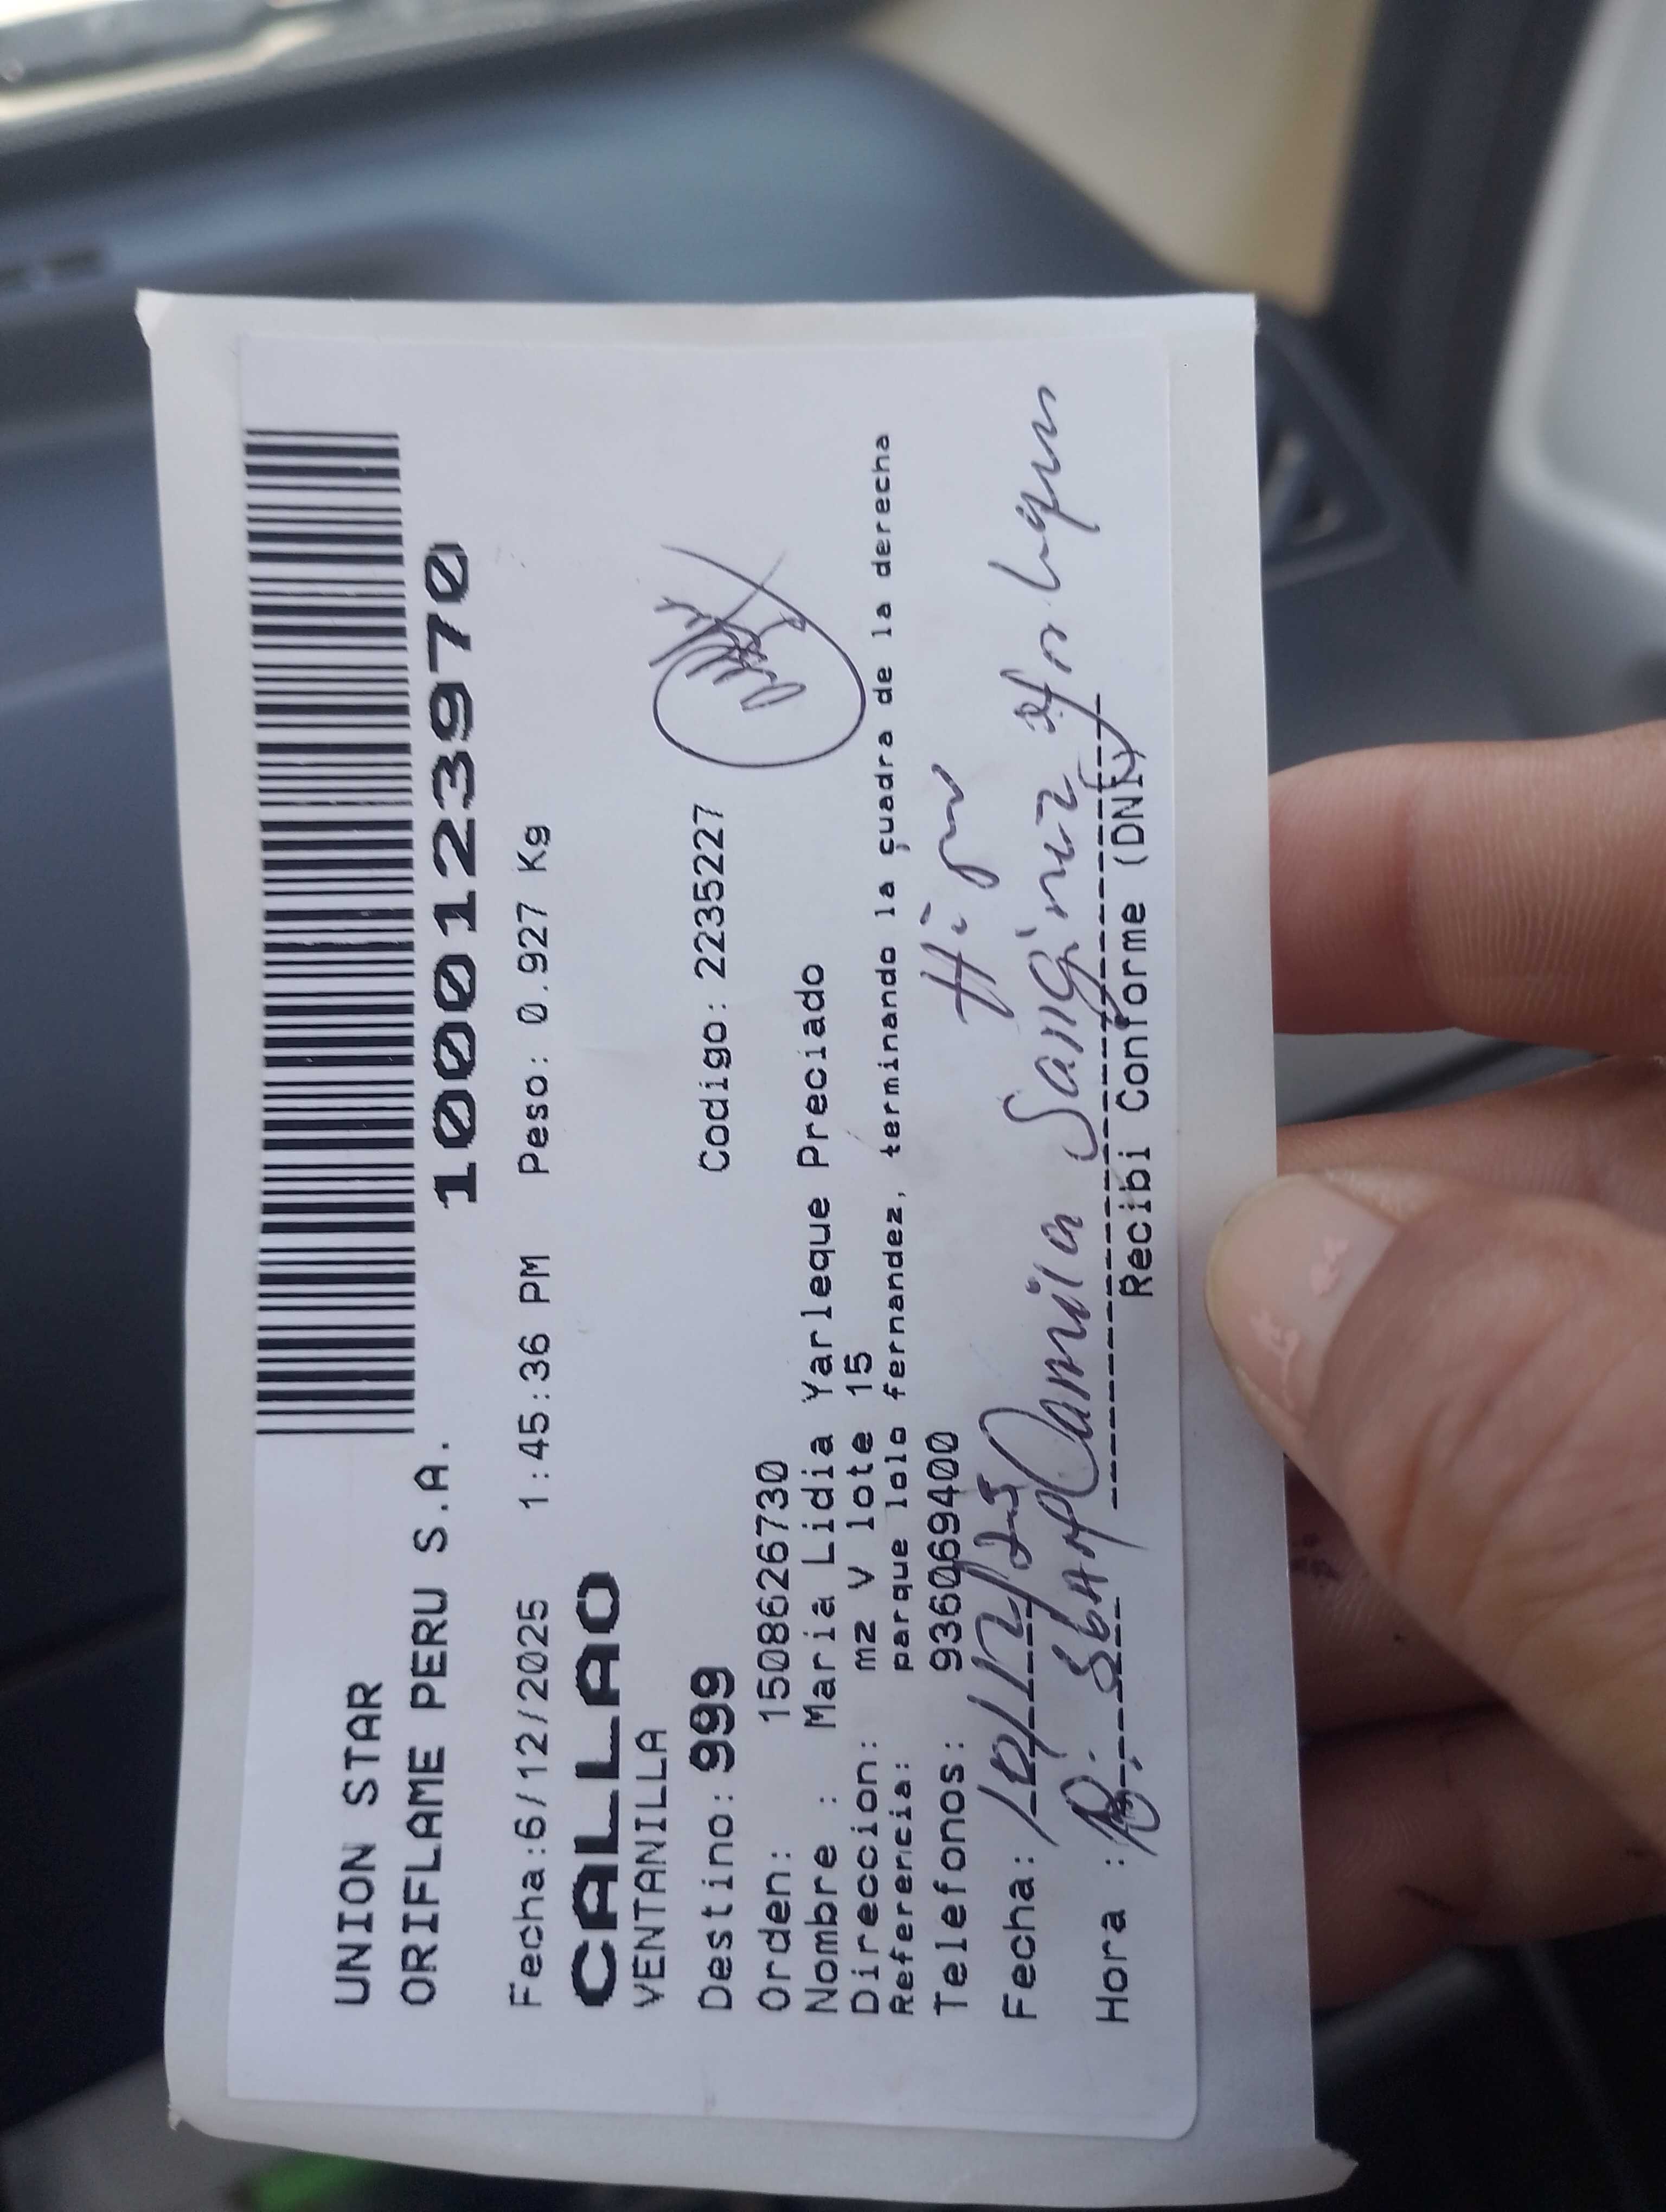 UNION STAR
ORIFLAME PERU S.A.
1000123970
Fecha:6/12/2025 1:45:36 PM Peso: 0.927 Kg
CALLAO
VENTANILLA
Destino: 999 Codigo: 2235227
Orden: 1508626730
Nombre : Maria Lidia Yarleque Preciado
Direccion: mz v lote 15
Referencia: parque lolo fernandez, terminando la cuadra de la derecha
Telefonos: 936069400
Fecha: 10/12/25
Hora : Camila
Recibi Conforme (DNI)